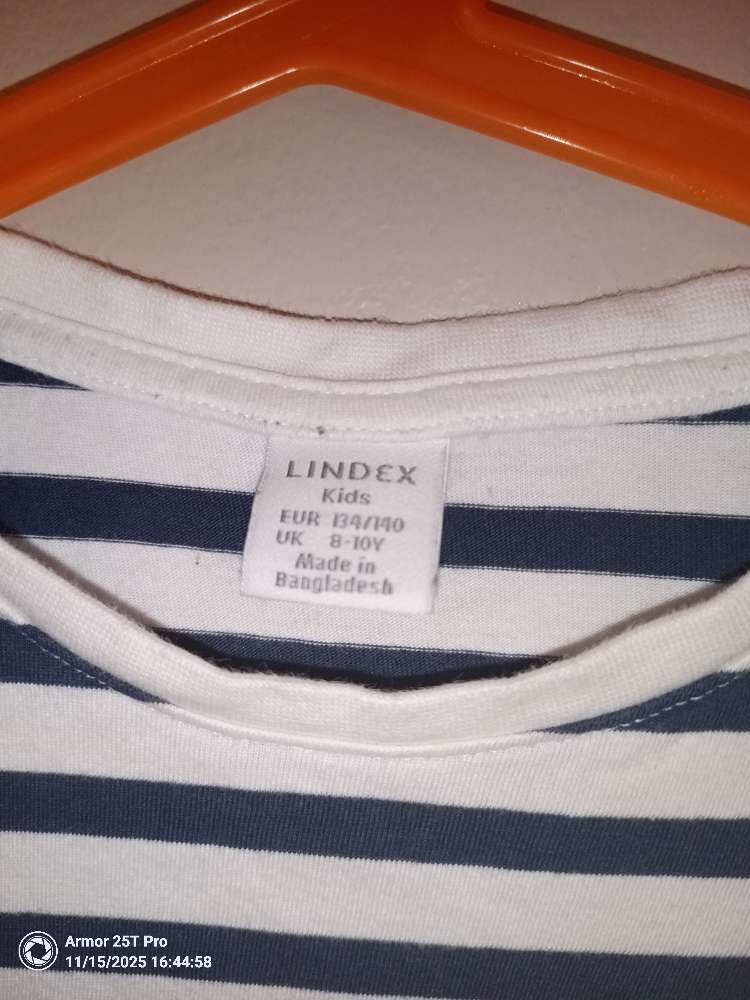 LINDEX
Kids
EUR 134/140
UK 8-10Y
Made in
Bangladesh
Armor 25T Pro
11/15/2025 16:44:58